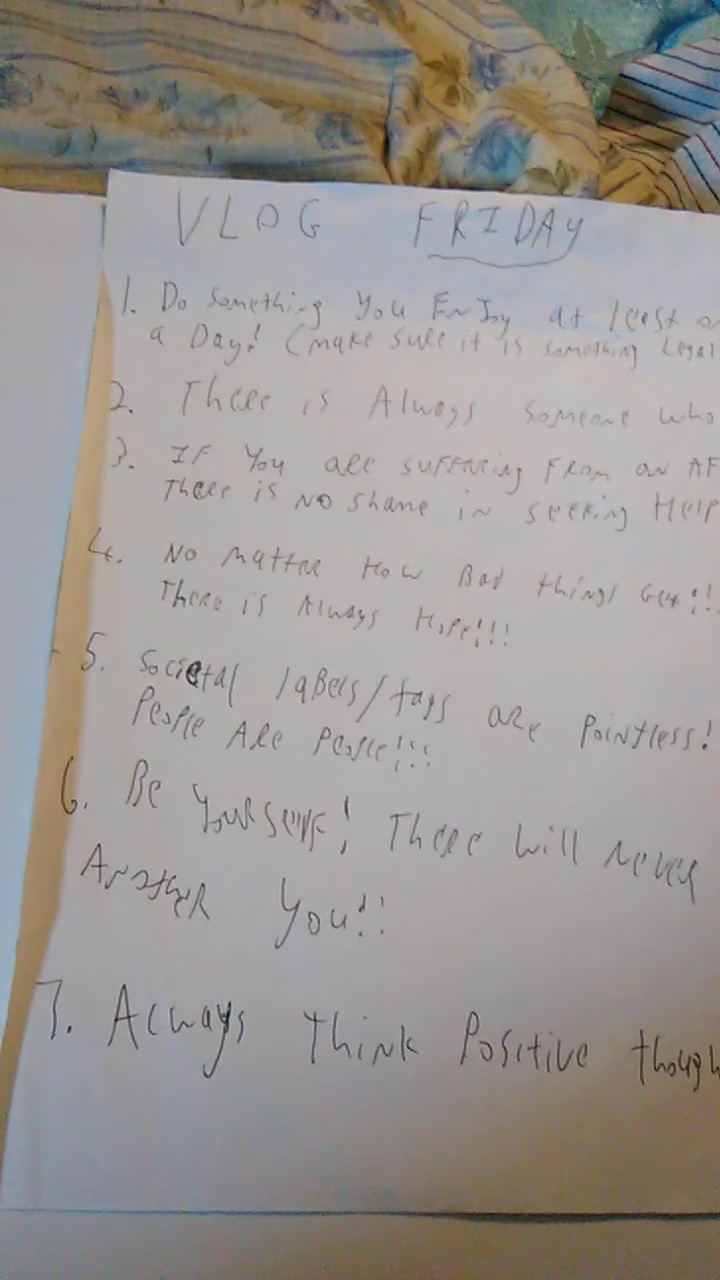 VLOG FRIDAY
1. Do something You EnJoy at least
a Day! (make sure it is something Legal
2. There is Always someone who
3. IF You are suffering From an AF
There is NO shame in seeking Help
4. NO matter How Bad things Get!!!
There is Always Hope!!!
5. Societal labels/tags are Pointless!
People Are People!!!
6. Be Yourself! There will never
Another You!!
7. Always Think Positive though